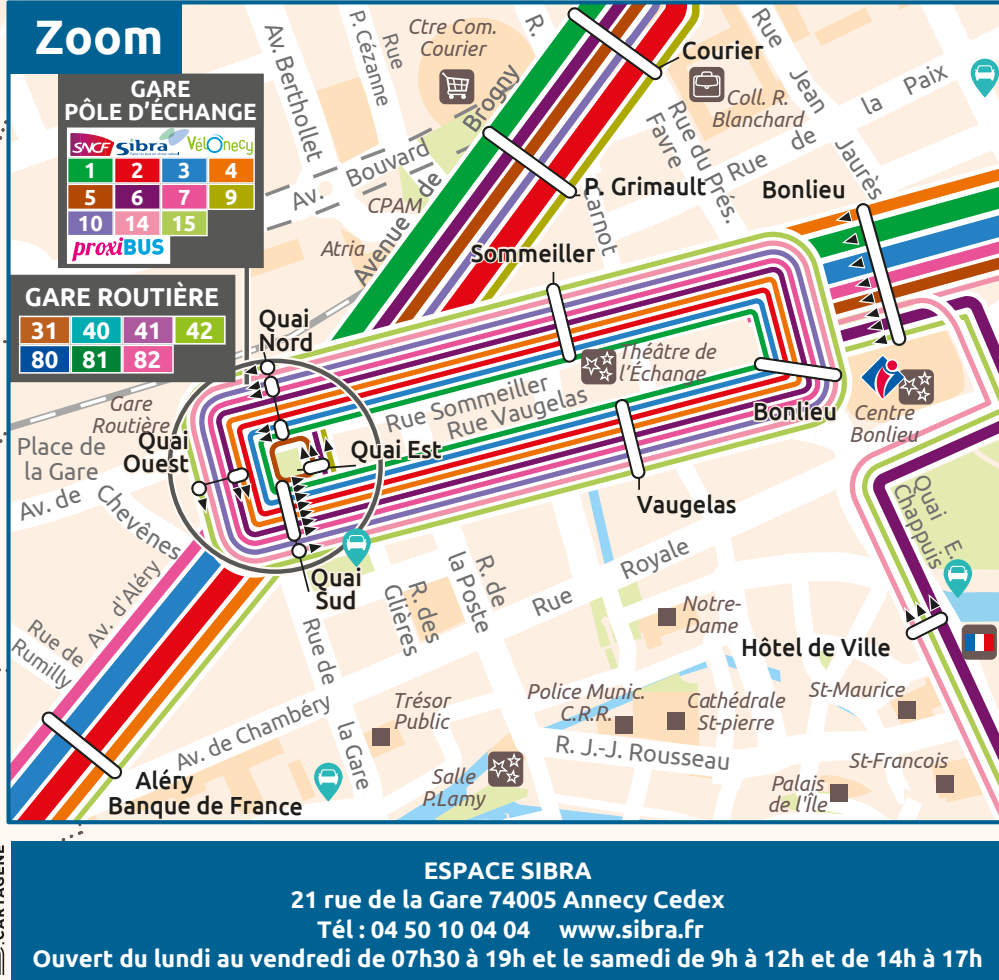 Zoom
GARE
PÔLE D'ÉCHANGE
SNCF Sibra VélOnecy
1 2 3 4
5 6 7 9
10 14 15
proxiBUS
GARE ROUTIÈRE
31 40 41 42
80 81 82
Av. Berthollet
P. Cézanne
Rue
Ctre Com.
Courier
R.
Courier
Rue Jean Jaurès
Coll. R.
Blanchard
Rue de la Paix
Favre
Rue du Prés.
Av. Bouvard
Avenue de Brogny
CPAM
Atria
P. Grimault
Carnot
Bonlieu
Sommeiller
Quai
Nord
Théâtre de
l'Échange
Rue Sommeiller
Rue Vaugelas
Bonlieu
Centre
Bonlieu
Gare
Routière
Place de
la Gare
Quai
Ouest
Quai Est
Av. de Chevênes
Vaugelas
Quai E.
Chappuis
Quai
Sud
Av. d'Aléry
Rue de
Rumilly
R. des
Glières
R. de
la Poste
Rue Royale
Notre-
Dame
Hôtel de Ville
Rue de la Gare
Av. de Chambéry
Trésor
Public
Police Munic.
C.R.R.
Cathédrale
St-pierre
St-Maurice
R. J.-J. Rousseau
St-Francois
Salle
P.Lamy
Palais
de l'Île
Aléry
Banque de France
CARTAGENE
ESPACE SIBRA
21 rue de la Gare 74005 Annecy Cedex
Tél : 04 50 10 04 04 www.sibra.fr
Ouvert du lundi au vendredi de 07h30 à 19h et le samedi de 9h à 12h et de 14h à 17h